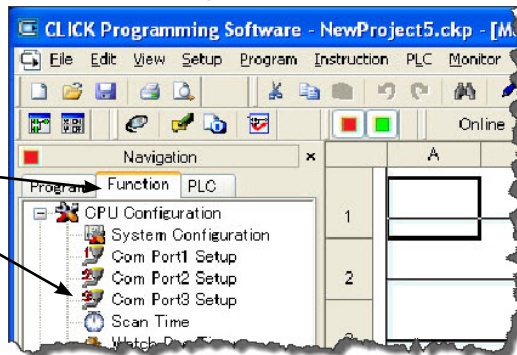 CLICK Programming Software - NewProject5.ckp - [M
File Edit View Setup Program Instruction PLC Monitor
Online
Navigation
A
Program Function PLC
CPU Configuration
System Configuration
Com Port1 Setup
Com Port2 Setup
Com Port3 Setup
Scan Time
1
2